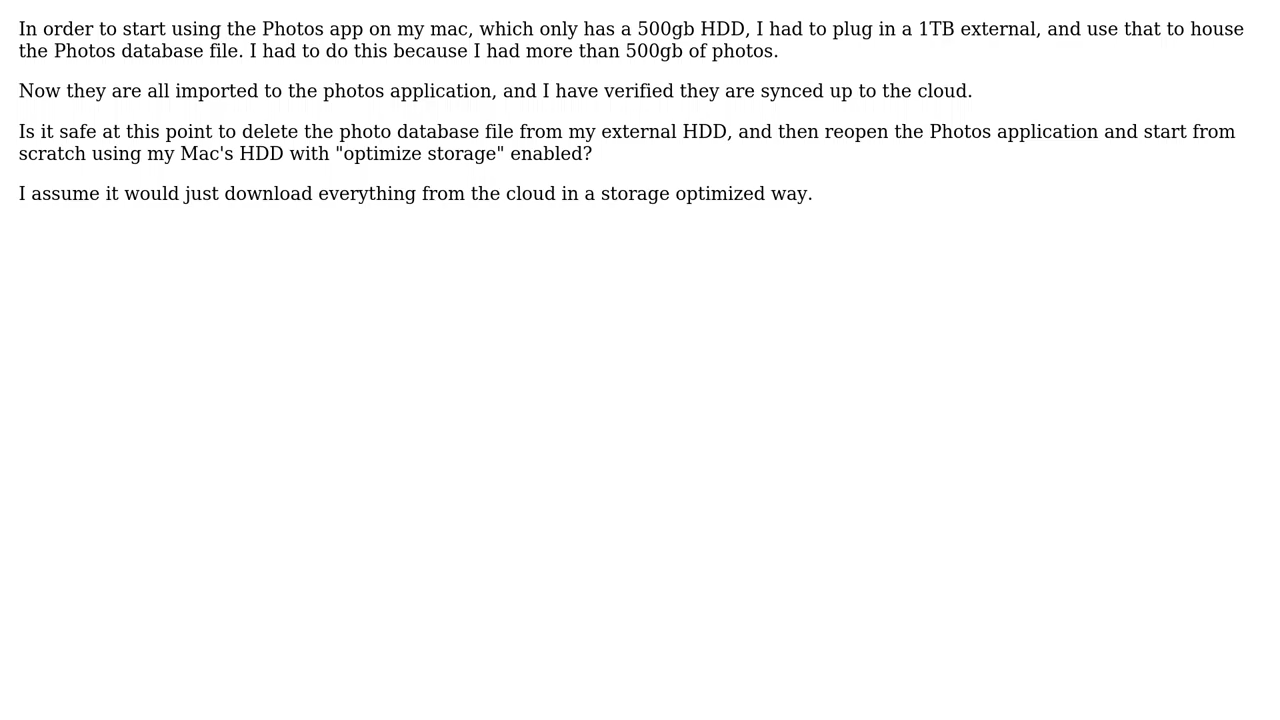 In order to start using the Photos app on my mac, which only has a 500gb HDD, I had to plug in a 1TB external, and use that to house
the Photos database file. I had to do this because I had more than 500gb of photos.
Now they are all imported to the photos application, and I have verified they are synced up to the cloud.
Is it safe at this point to delete the photo database file from my external HDD, and then reopen the Photos application and start from
scratch using my Mac's HDD with "optimize storage" enabled?
I assume it would just download everything from the cloud in a storage optimized way.